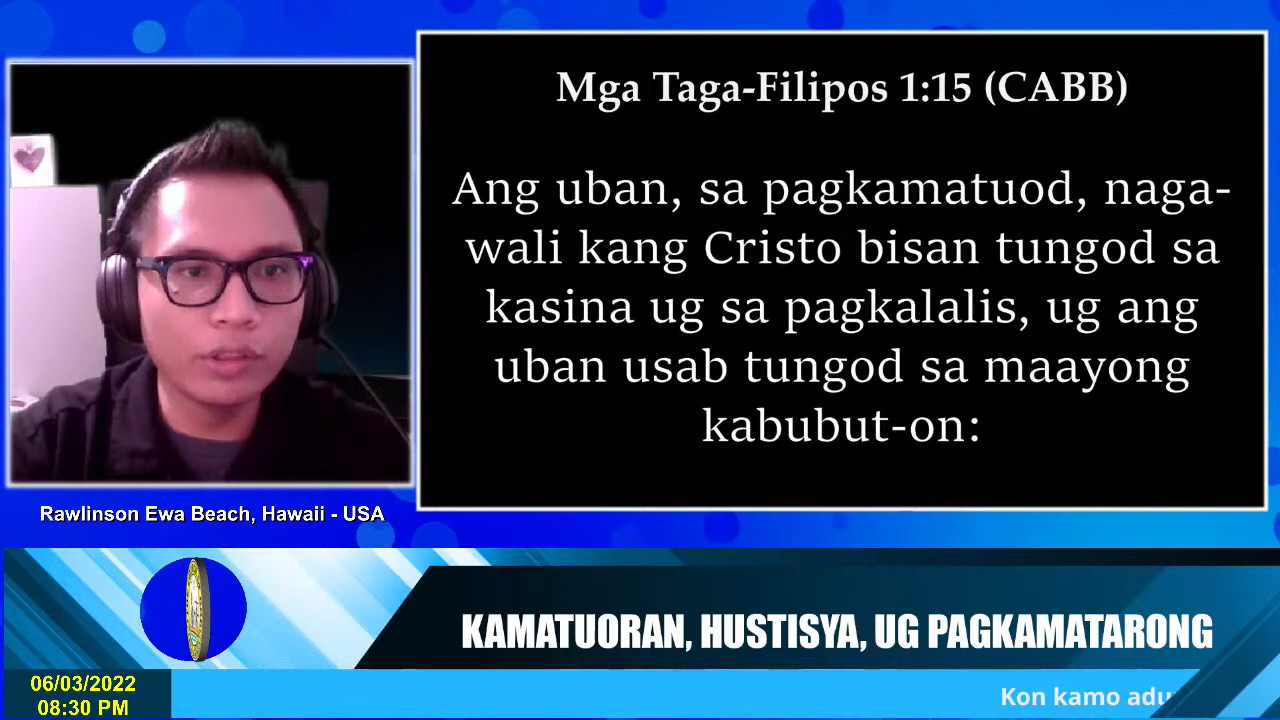 Mga Taga-Filipos 1:15 (CABB)
Ang uban, sa pagkamatuod, naga-
wali kang Cristo bisan tungod sa
kasina ug sa pagkalalis, ug ang
uban usab tungod sa maayong
kabubut-on:
Rawlinson Ewa Beach, Hawaii - USA
KAMATUORAN, HUSTISYA, UG PAGKAMATARONG
06/03/2022
08:30 PM
Kon kamo